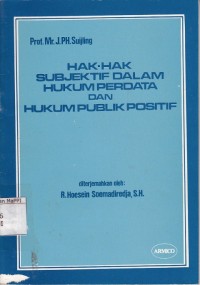 Prof. Mr. J.PH. Suijling
HAK-HAK
SUBJEKTIF DALAM
HUKUM PERDATA
DAN
HUKUM PUBLIK POSITIF
diterjemahkan oleh:
R. Hoesein Soemadiredja, S.H.
ARMICO